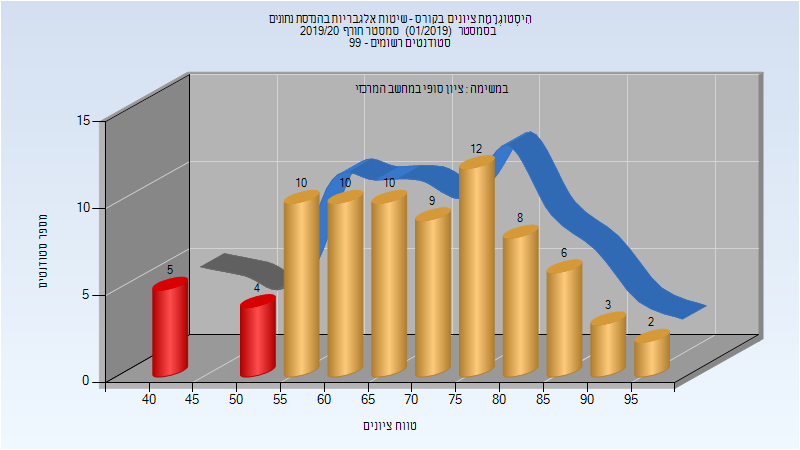 היסטוגרמת ציונים בקורס - שיטות אלגבריות בהנדסת נתונים
בסמסטר (01/2019) סמסטר חורף 2019/20
סטודנטים רשומים - 99
במשימה : ציון סופי במחשב המרכזי
15
10
5
0
מספר סטודנטים
5
4
10
10
10
9
12
8
6
3
2
40 45 50 55 60 65 70 75 80 85 90 95
טווח ציונים